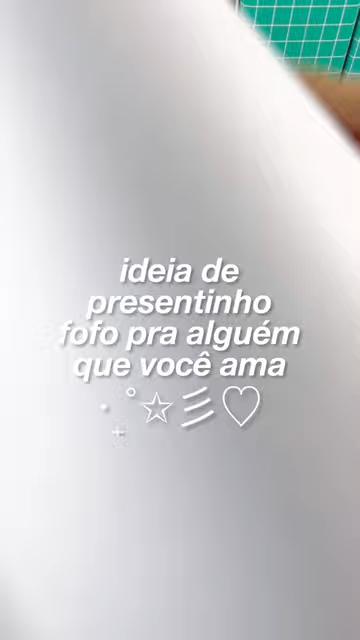 ideia de
presentinho
fofo pra alguém
que você ama